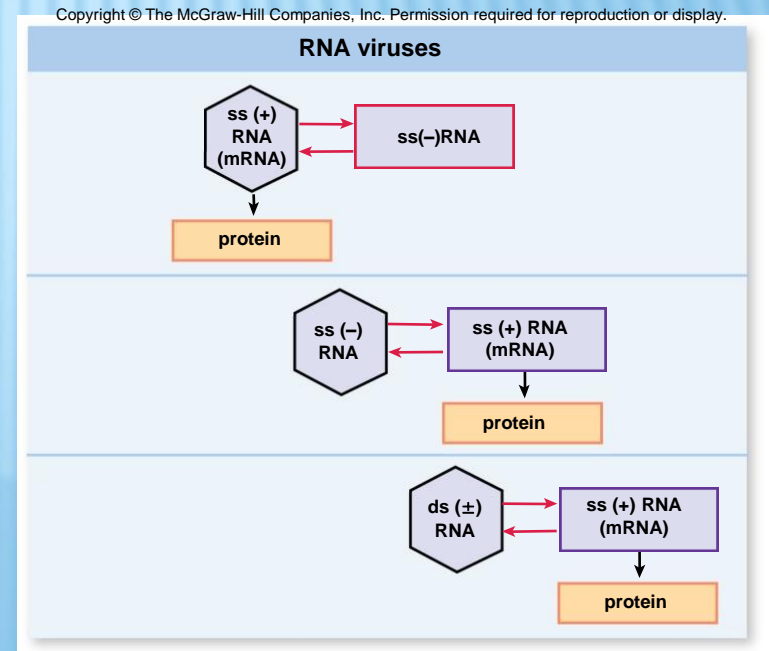 Copyright © The McGraw-Hill Companies, Inc. Permission required for reproduction or display.
RNA viruses
ss (+)
RNA
(mRNA)
ss(–)RNA
protein
ss (–)
RNA
ss (+) RNA
(mRNA)
protein
ds (±)
RNA
ss (+) RNA
(mRNA)
protein